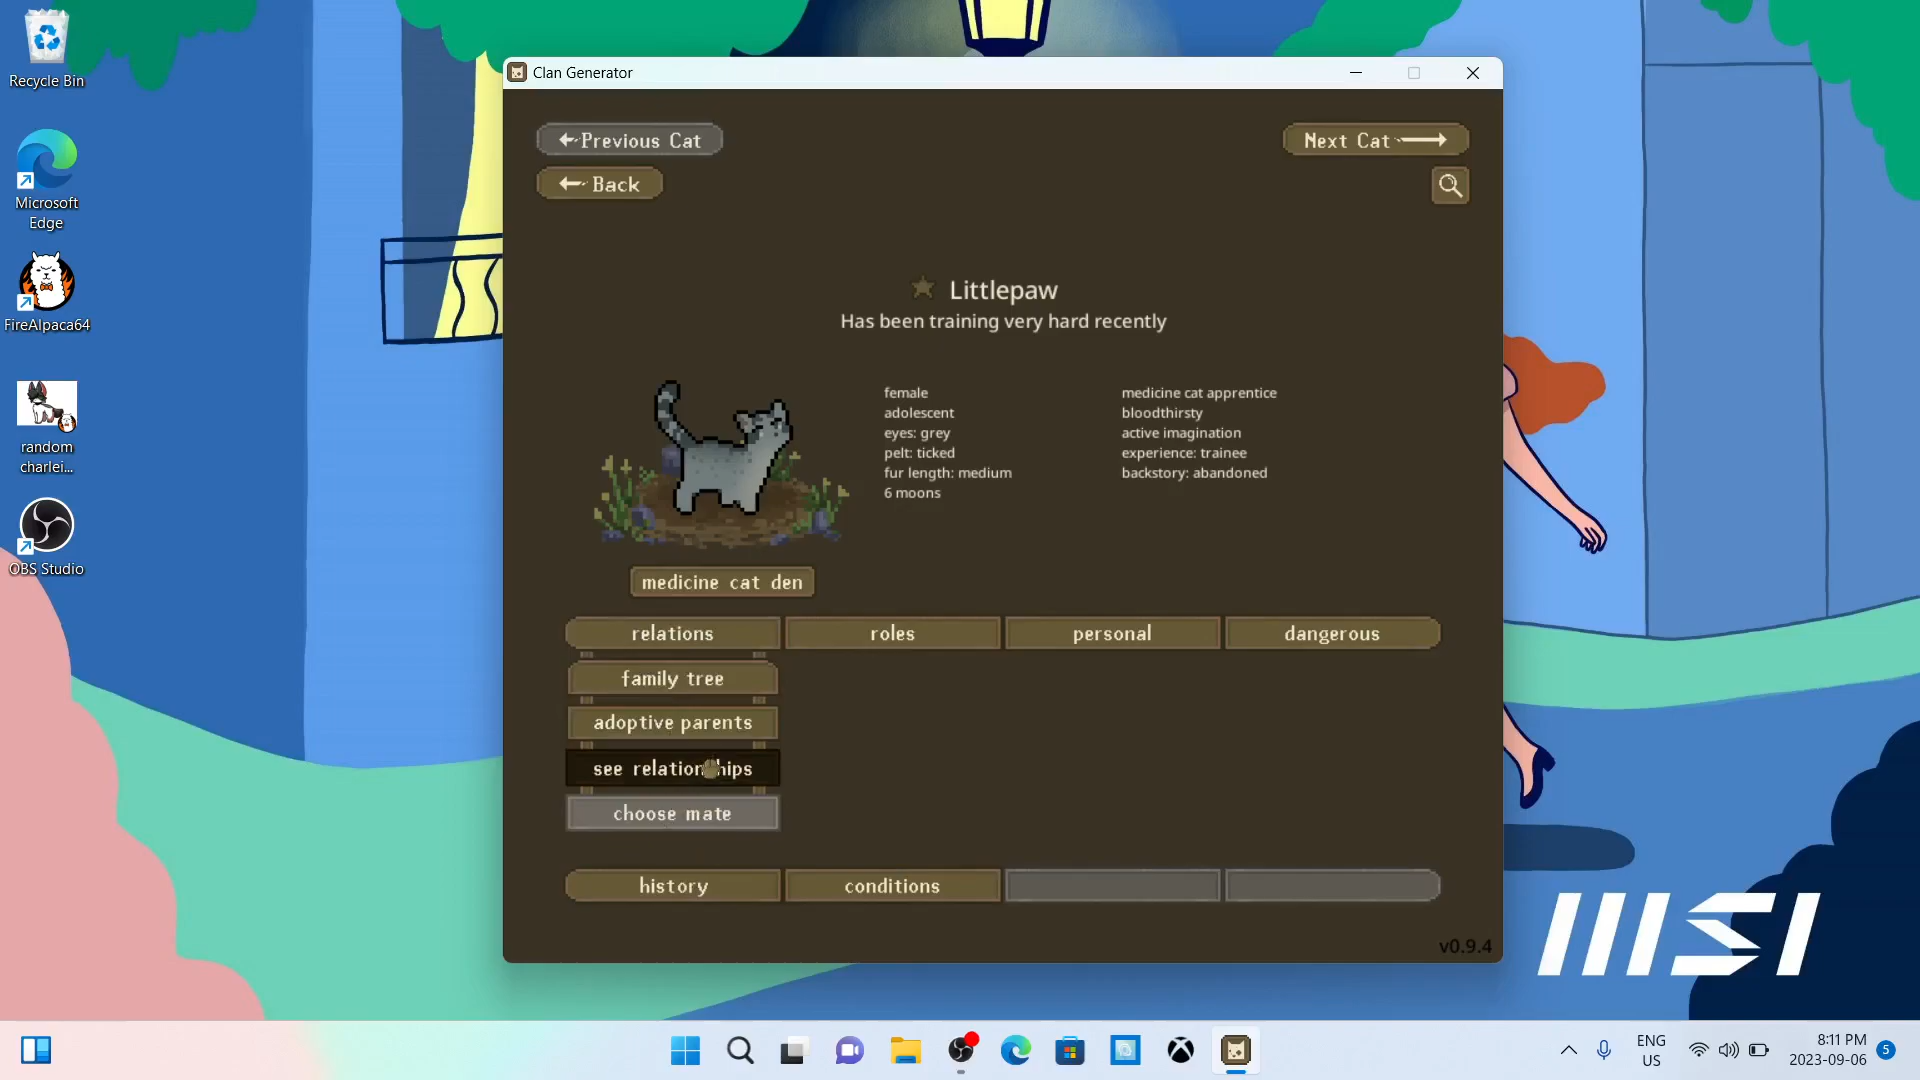 Recycle Bin
Microsoft
Edge
FireAlpaca64
random
charlei...
OBS Studio
Clan Generator
Previous Cat
Next Cat
Back
Littlepaw
Has been training very hard recently
female
adolescent
eyes: grey
pelt: ticked
fur length: medium
6 moons
medicine cat apprentice
bloodthirsty
active imagination
experience: trainee
backstory: abandoned
medicine cat den
relations
roles
personal
dangerous
family tree
adoptive parents
see relationships
choose mate
history
conditions
v0.9.4
msi
ENG
US
8:11 PM
2023-09-06
5